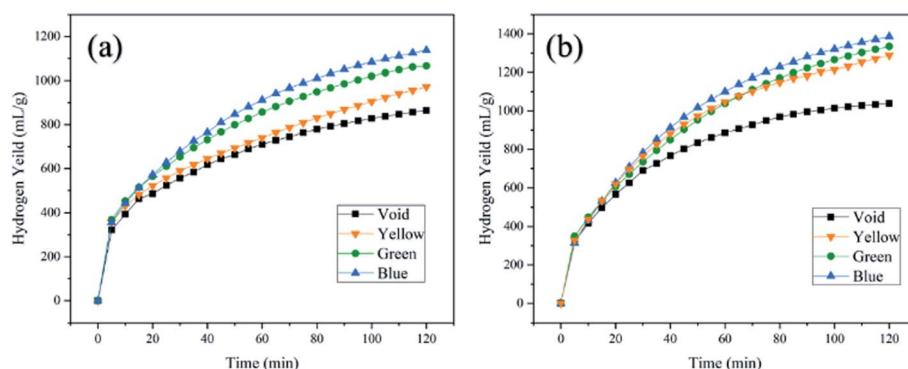 (a)
Hydrogen Yeild (mL/g)
1200
1000
800
600
400
200
0
Void
Yellow
Green
Blue
0 20 40 60 80 100 120
Time (min)
(b)
Hydrogen Yeild (mL/g)
1400
1200
1000
800
600
400
200
0
Void
Yellow
Green
Blue
0 20 40 60 80 100 120
Time (min)